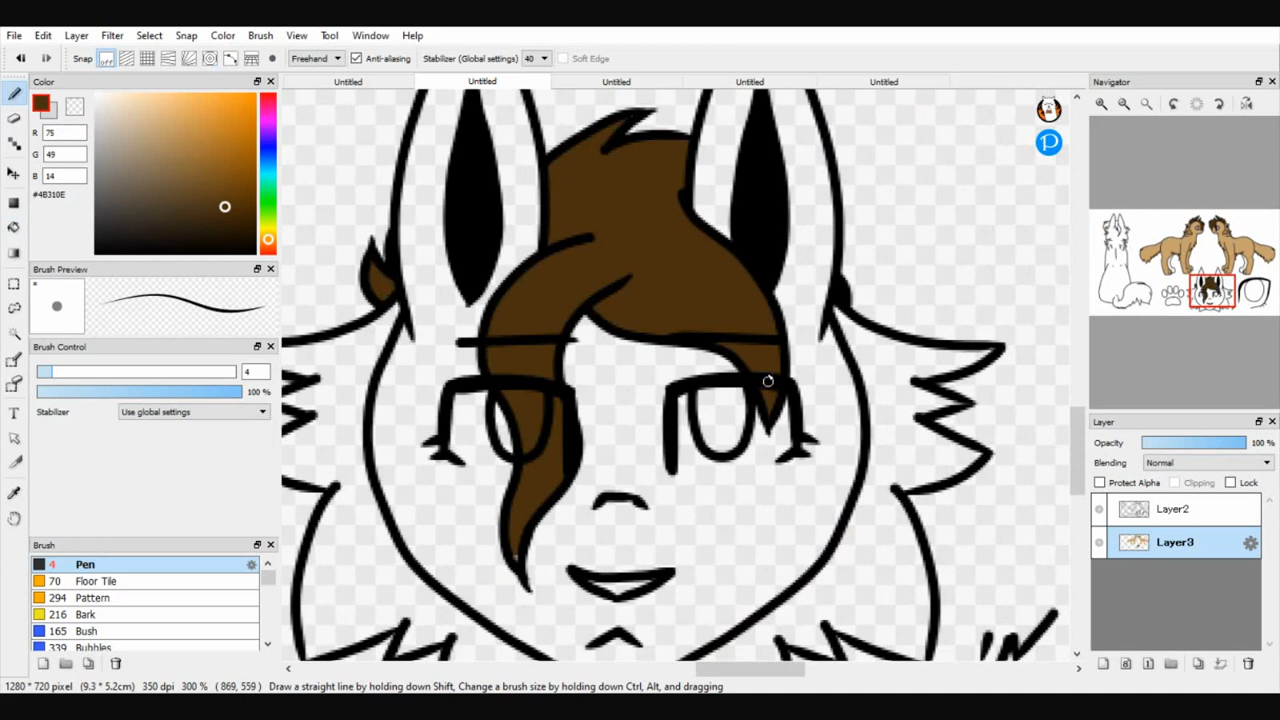 File Edit Layer Filter Select Snap Color Brush View Tool Window Help
Snap off Freehand Anti-aliasing Stabilizer (Global settings) 40 Soft Edge
Color
Untitled Untitled Untitled Untitled Untitled
Navigator
R 75
G 49
B 14
#4B310E
Brush Preview
*
Brush Control
4
100 %
Stabilizer Use global settings
Layer
Opacity 100 %
Blending Normal
Protect Alpha Clipping Lock
Layer2
Layer3
Brush
4 Pen
70 Floor Tile
294 Pattern
216 Bark
165 Bush
339 Bubbles
1280 * 720 pixel (9.3 * 5.2cm) 350 dpi 300 % ( 869, 559 ) Draw a straight line by holding down Shift, Change a brush size by holding down Ctrl, Alt, and dragging